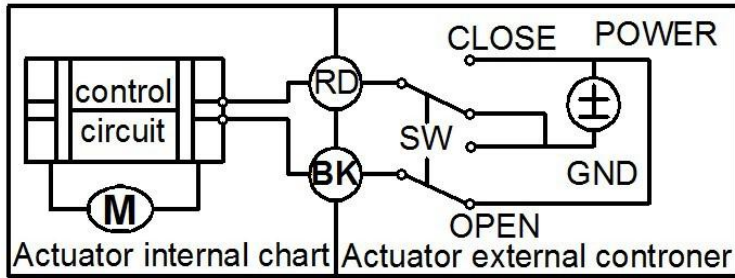 CLOSE POWER
control
circuit
RD
SW
±
BK
GND
M
OPEN
Actuator internal chart
Actuator external controner